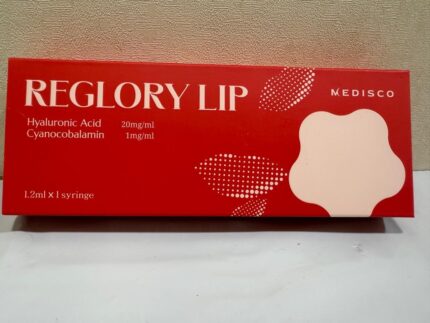 REGLORY LIP
MEDISCO
Hyaluronic Acid 20mg/ml
Cyanocobalamin 1mg/ml
1.2ml × 1 syringe